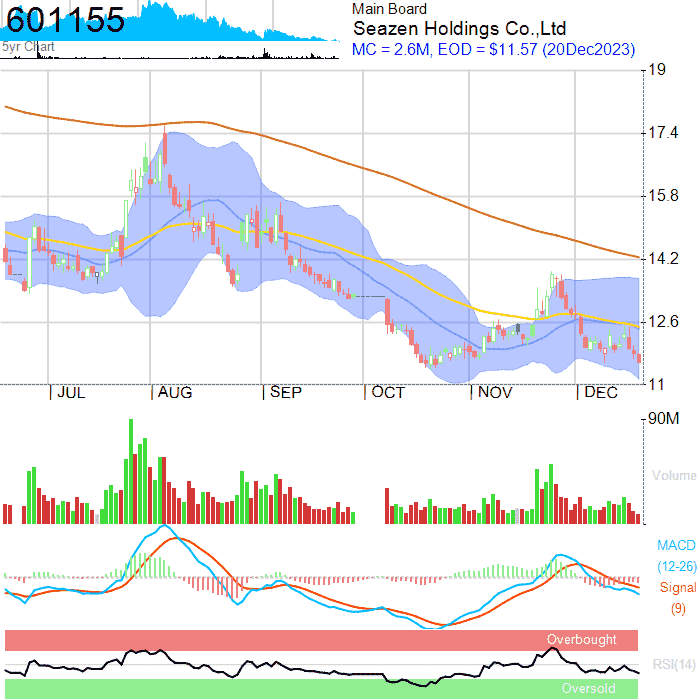 601155
5yr Chart
Main Board
Seazen Holdings Co.,Ltd
MC = 2.6M, EOD = $11.57 (20Dec2023)
19
17.4
15.8
14.2
12.6
11
JUL AUG SEP OCT NOV DEC
90M
Volume
MACD
(12-26)
Signal
(9)
Overbought
RSI(14)
Oversold